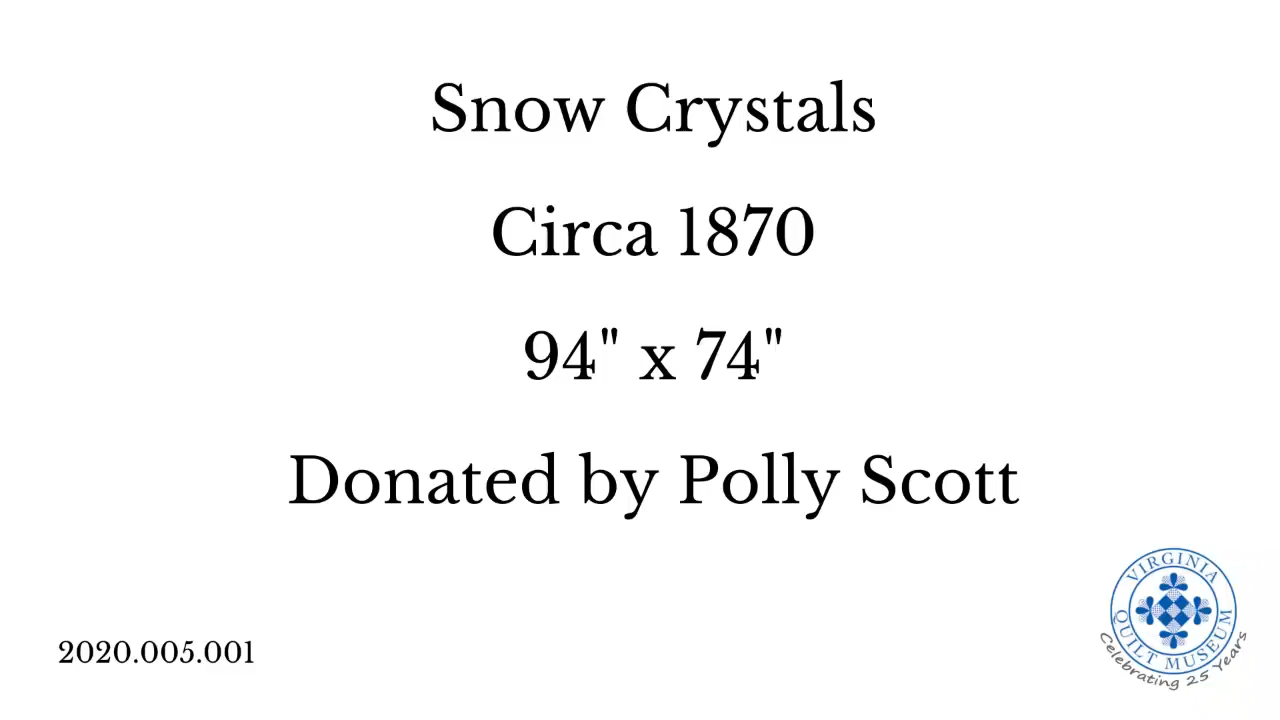 Snow Crystals
Circa 1870
94" x 74"
Donated by Polly Scott
2020.005.001
VIRGINIA
QUILT MUSEUM
Celebrating 25 Years